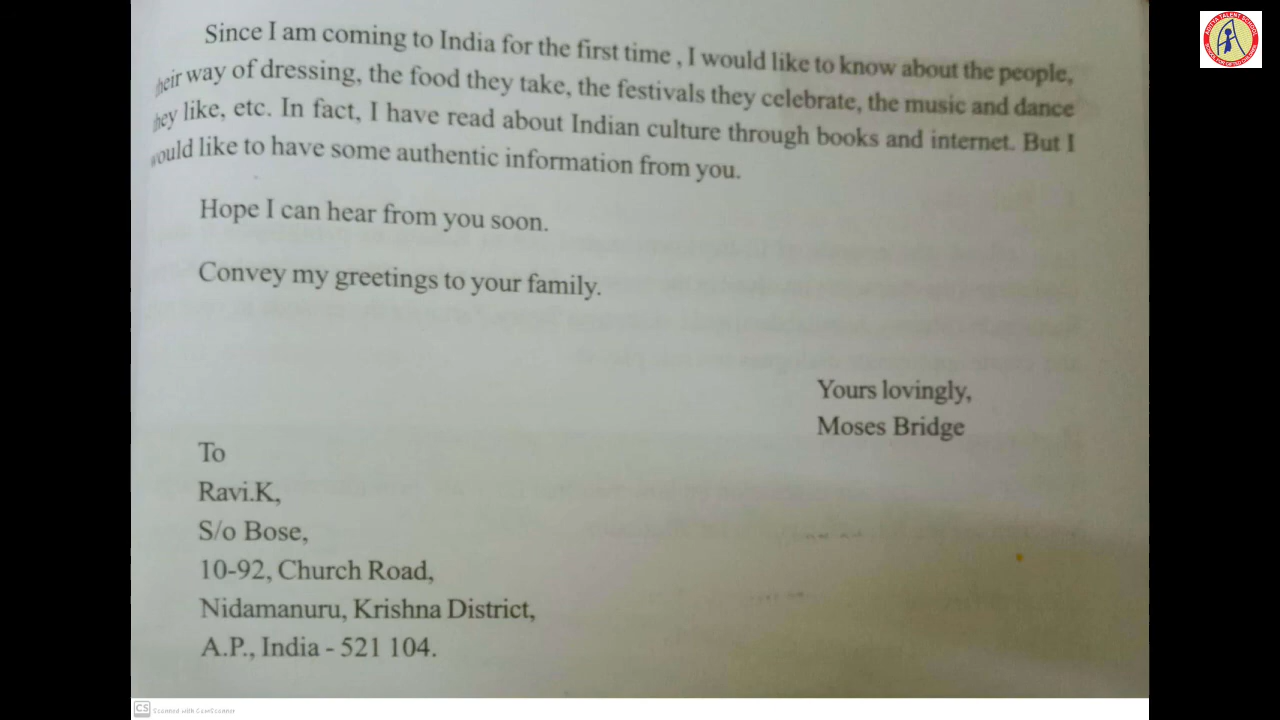 Since I am coming to India for the first time , I would like to know about the people,
their way of dressing, the food they take, the festivals they celebrate, the music and dance
they like, etc. In fact, I have read about Indian culture through books and internet. But I
would like to have some authentic information from you.
Hope I can hear from you soon.
Convey my greetings to your family.
Yours lovingly,
Moses Bridge
To
Ravi.K,
S/o Bose,
10-92, Church Road,
Nidamanuru, Krishna District,
A.P., India - 521 104.
CS Scanned with CamScanner